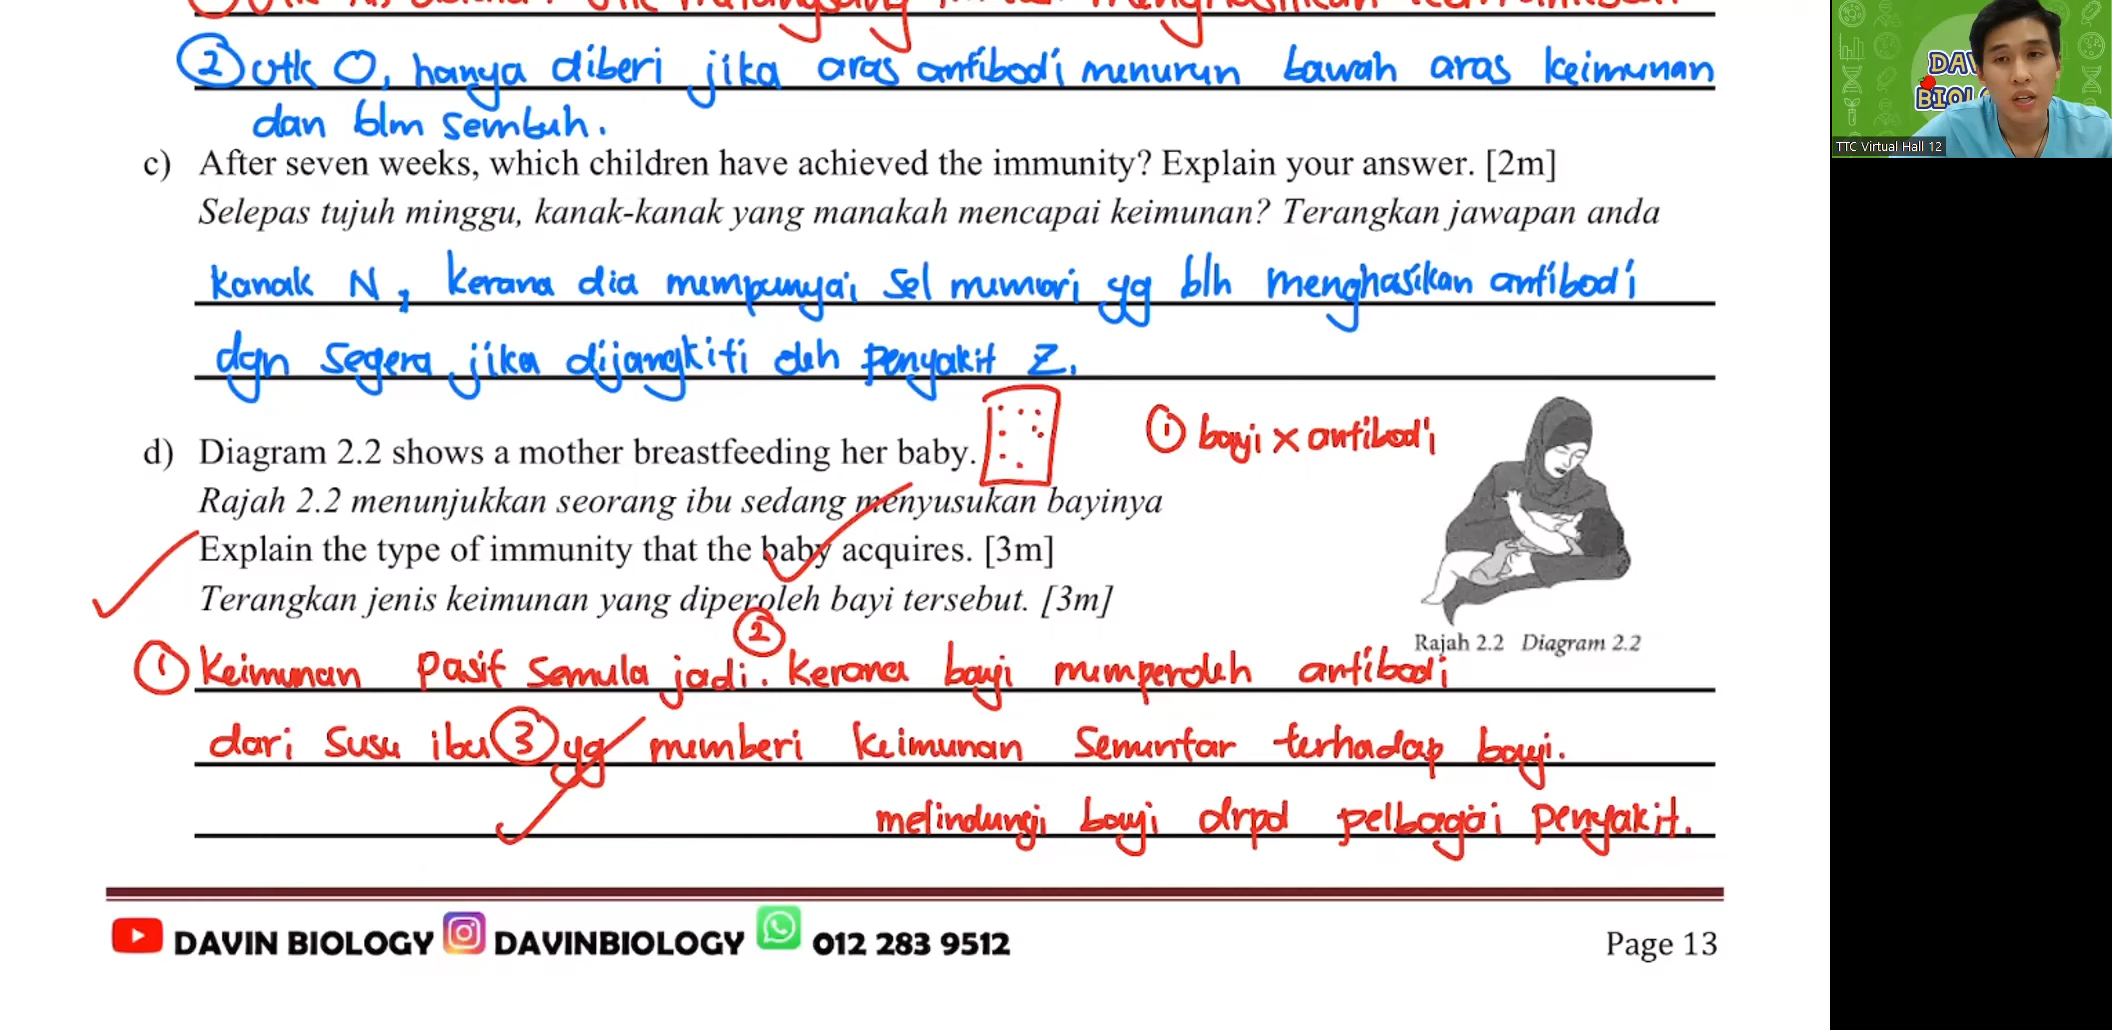 ② utk O, hanya diberi jika aras antibodi menurun bawah aras keimunan
dan blm sembuh.
DAV
BIOL
TTC Virtual Hall 12
c) After seven weeks, which children have achieved the immunity? Explain your answer. [2m]
Selepas tujuh minggu, kanak-kanak yang manakah mencapai keimunan? Terangkan jawapan anda
Kanak N, kerana dia mempunyai sel memori yg blh menghasilkan antibodi
dgn segera jika dijangkiti oleh penyakit Z.
d) Diagram 2.2 shows a mother breastfeeding her baby.
① bayi x antibodi
Rajah 2.2 menunjukkan seorang ibu sedang menyusukan bayinya
Explain the type of immunity that the baby acquires. [3m]
Terangkan jenis keimunan yang diperoleh bayi tersebut. [3m]
Rajah 2.2 Diagram 2.2
① Keimunan Pasif Semula jadi. ② kerana bayi memperoleh antibodi
dari susu ibu ③ yg memberi keimunan sementar terhadap bayi.
melindungi bayi drpd pelbagai penyakit.
DAVIN BIOLOGY DAVINBIOLOGY 012 283 9512
Page 13